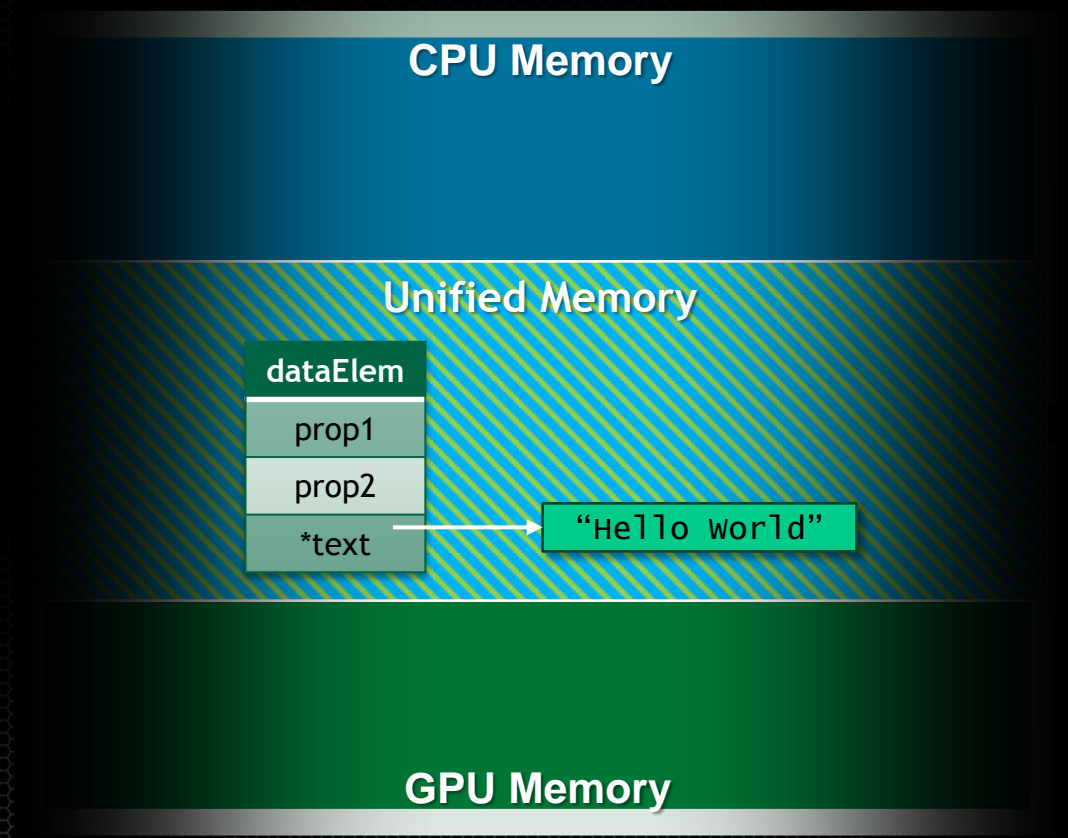 CPU Memory
Unified Memory
dataElem
prop1
prop2
*text
“Hello World”
GPU Memory